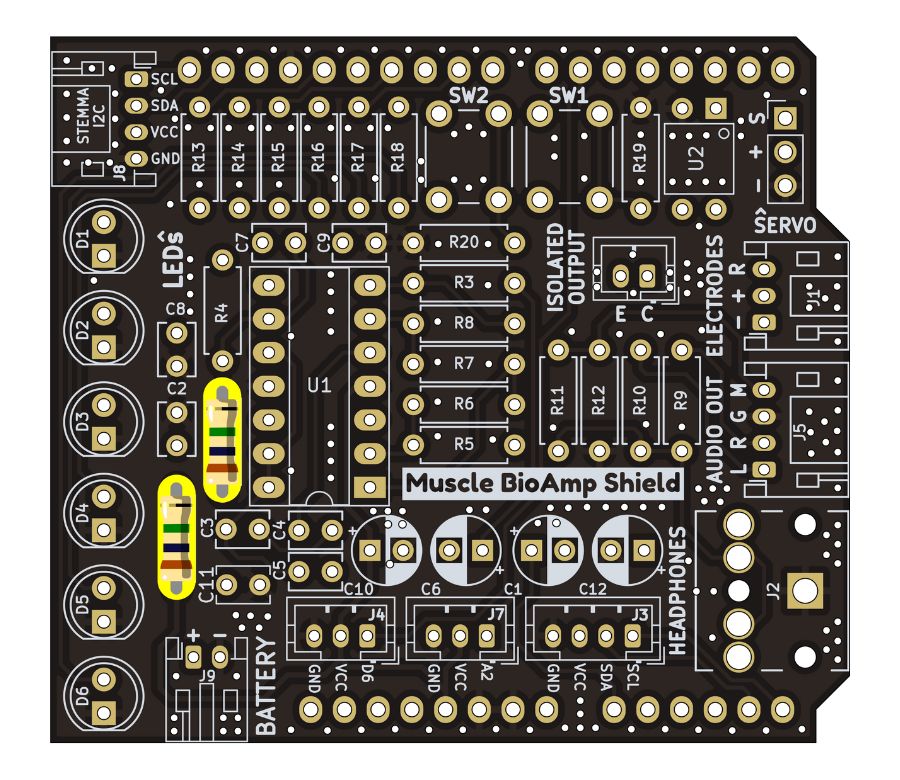 SCL
SDA
VCC
GND
STEMMA
I2C
J8
SW2
SW1
S
+
-
R13
R14
R15
R16
R17
R18
R19
U2
SERVO
D1
LEDs
C7
C9
R20
ISOLATED
OUTPUT
ELECTRODES
R
+
-
J1
R4
R3
E C
D2
C8
R8
R7
U1
C2
R6
R11
R12
R10
R9
AUDIO OUT
L R G M
J5
D3
R5
Muscle BioAmp Shield
D4
C3
C4
+
+
+
+
HEADPHONES
J2
C11
C5
C10
C6
C1
C12
D5
J4
J7
J3
+
-
J9
BATTERY
GND
VCC
D6
GND
VCC
A2
GND
VCC
SDA
SCL
D6